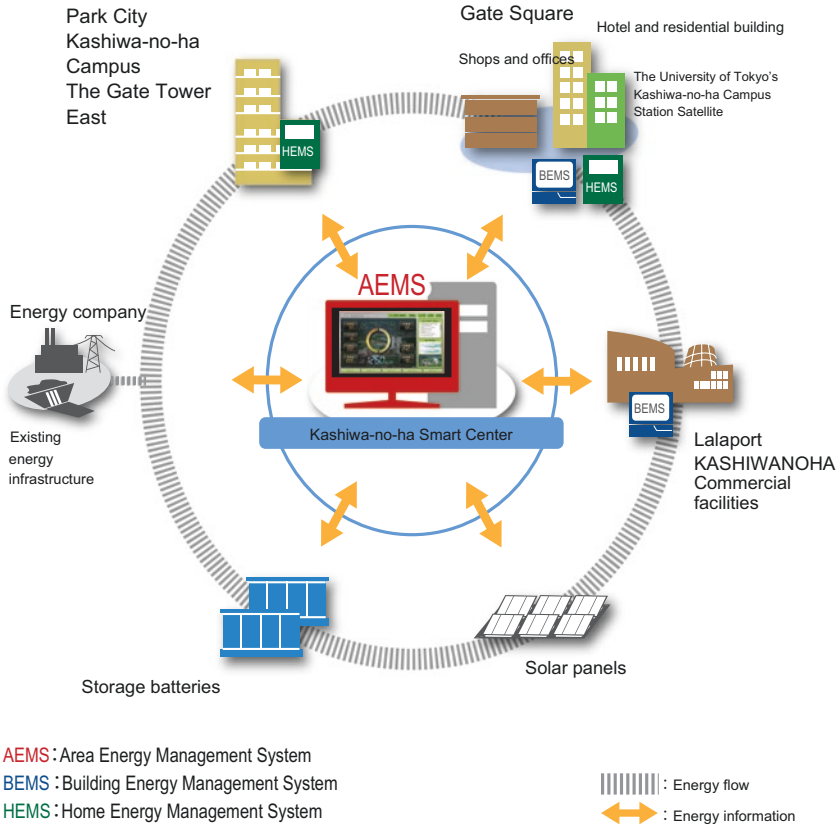 Park City
Kashiwa-no-ha
Campus
The Gate Tower
East
HEMS
Gate Square
Hotel and residential building
Shops and offices
The University of Tokyo's
Kashiwa-no-ha Campus
Station Satellite
BEMS
HEMS
AEMS
Energy company
Existing
energy
infrastructure
Kashiwa-no-ha Smart Center
BEMS
Lalaport
KASHIWANOHA
Commercial
facilities
Storage batteries
Solar panels
AEMS：Area Energy Management System
BEMS：Building Energy Management System
HEMS：Home Energy Management System
: Energy flow
: Energy information